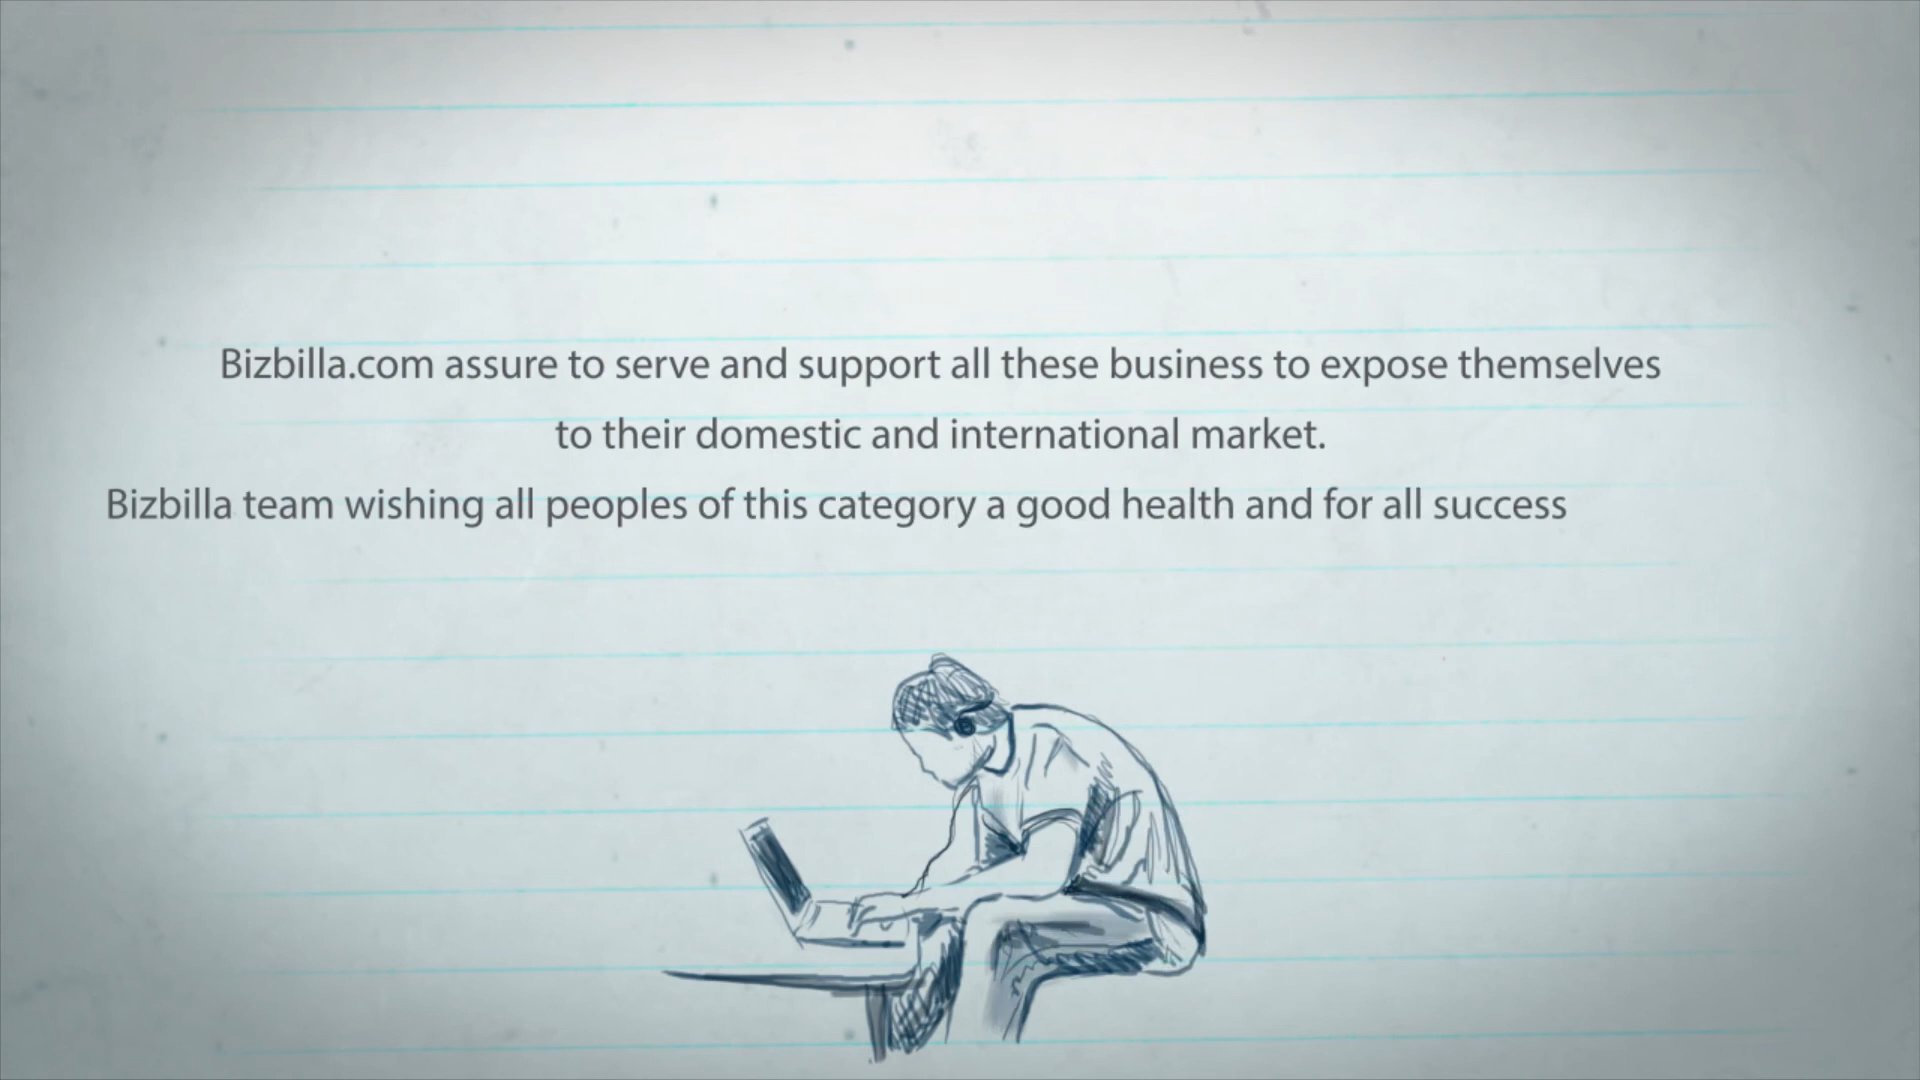 Bizbilla.com assure to serve and support all these business to expose themselves
to their domestic and international market.
Bizbilla team wishing all peoples of this category a good health and for all success